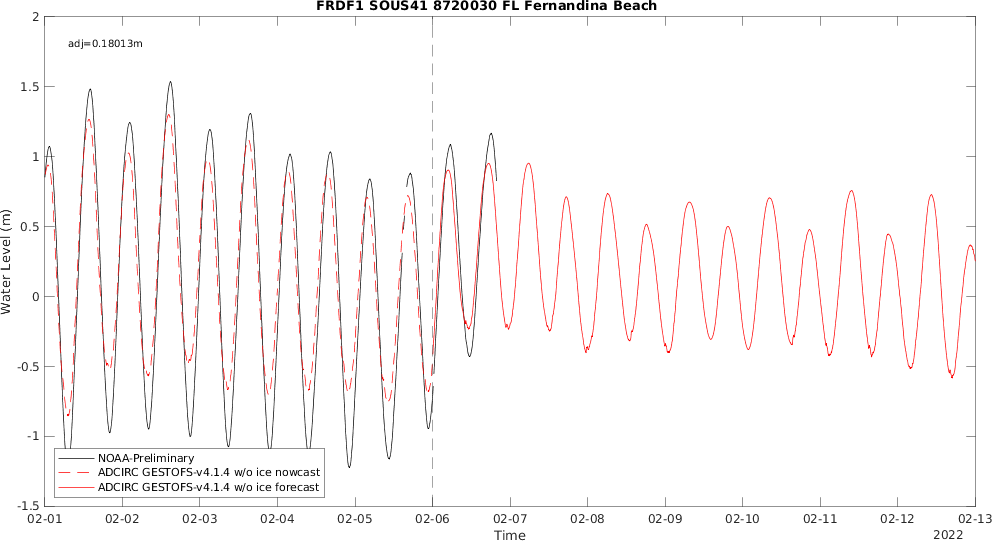 FRDF1 SOUS41 8720030 FL Fernandina Beach
adj=0.18013m
2
1.5
1
0.5
0
-0.5
-1
-1.5
Water Level (m)
NOAA-Preliminary
ADCIRC GESTOFS-v4.1.4 w/o ice nowcast
ADCIRC GESTOFS-v4.1.4 w/o ice forecast
02-01 02-02 02-03 02-04 02-05 02-06 02-07 02-08 02-09 02-10 02-11 02-12 02-13
Time
2022